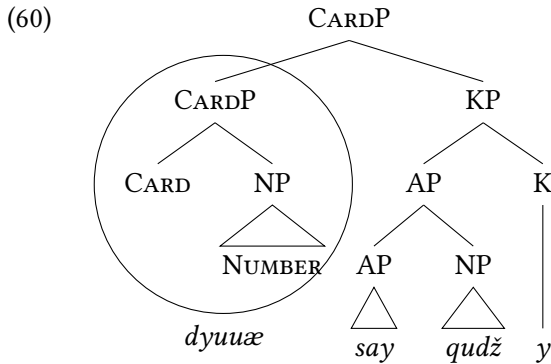 (60) CARDP
CARDP KP
CARD NP AP K
NUMBER AP NP
dyuuæ say qudž y